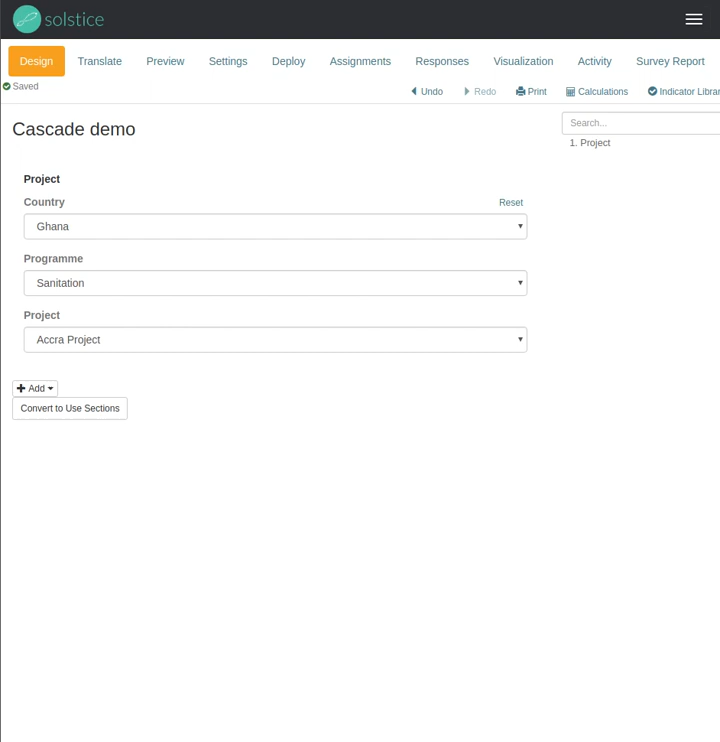 solstice
Design Translate Preview Settings Deploy Assignments Responses Visualization Activity Survey Report
Saved
Undo Redo Print Calculations Indicator Librar
Cascade demo
Search...
1. Project
Project
Country Reset
Ghana
Programme
Sanitation
Project
Accra Project
Add
Convert to Use Sections